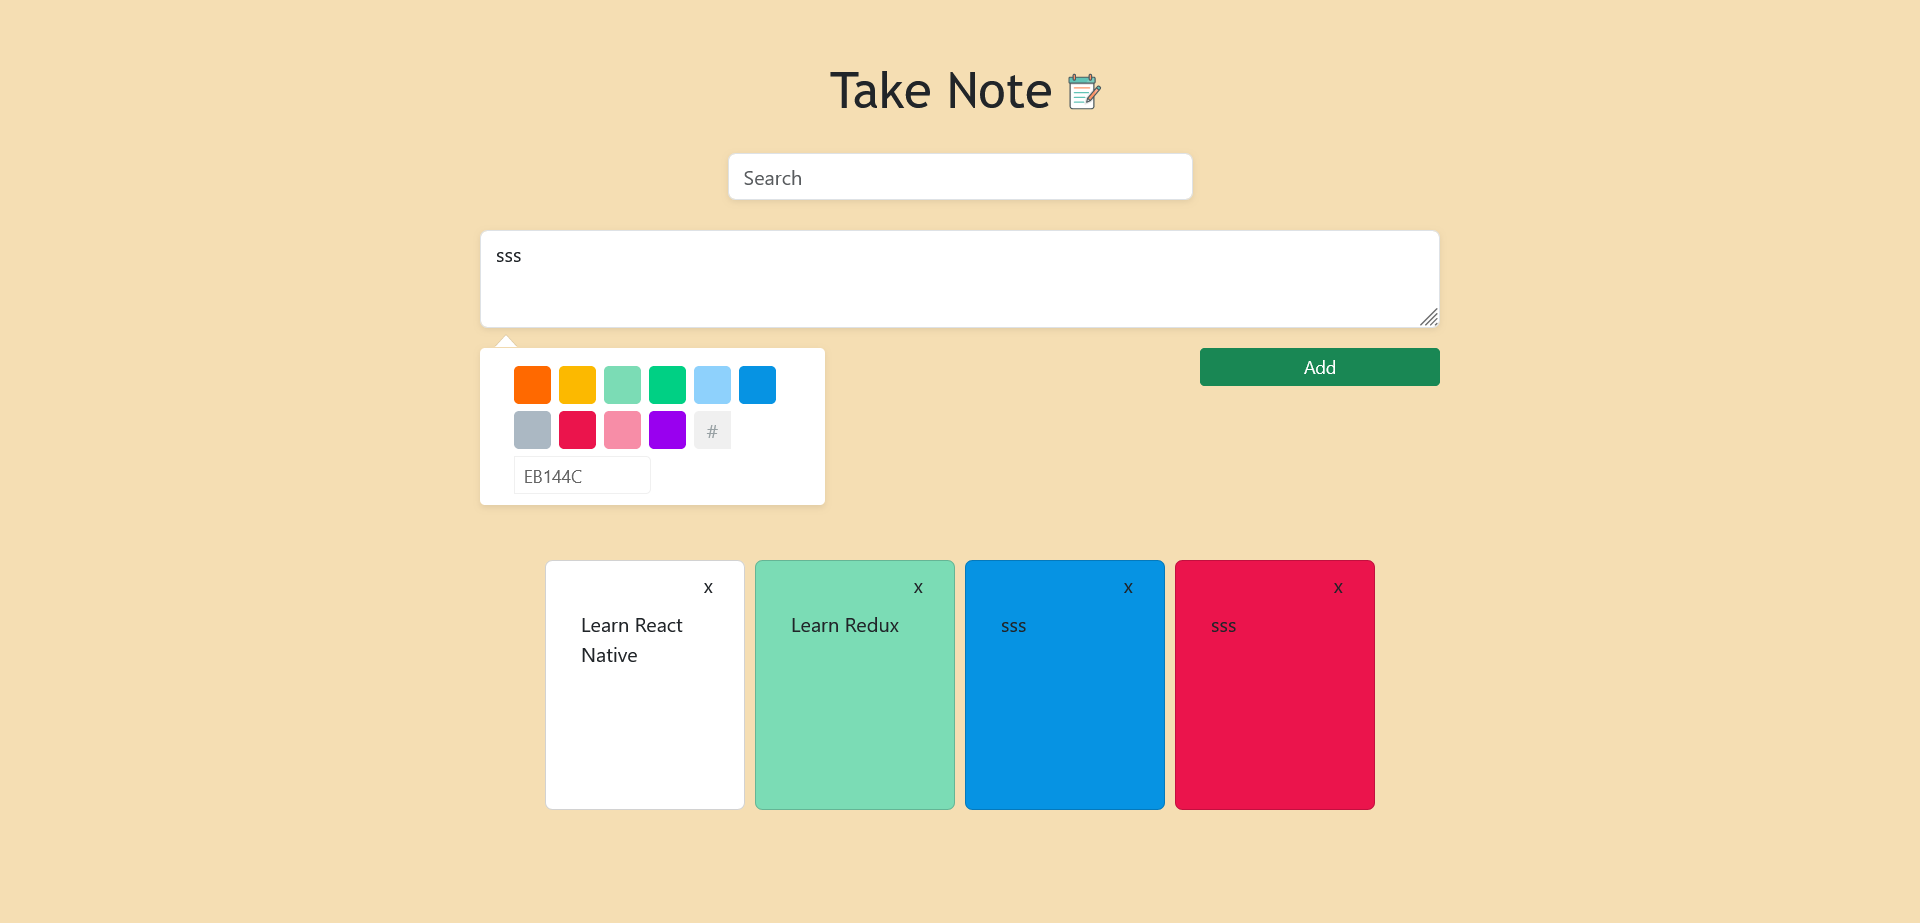 Take Note
Search
sss
Add
#
EB144C
x
Learn React
Native
x
Learn Redux
x
sss
x
sss